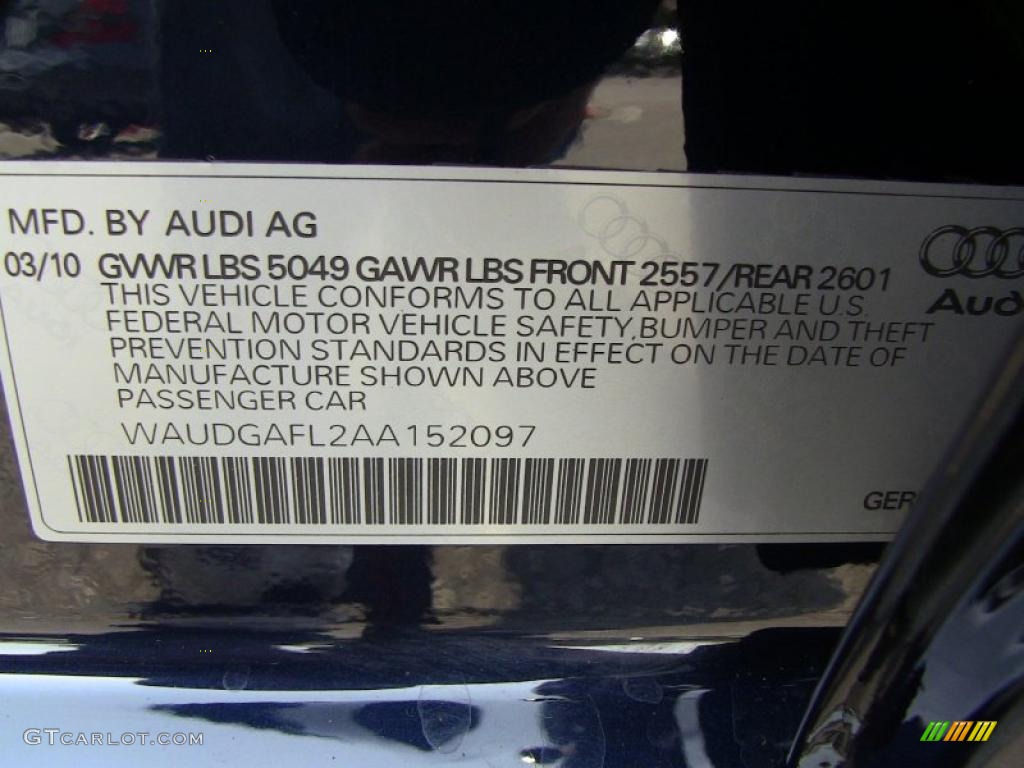 MFD. BY AUDI AG
03/10 GVWR LBS 5049 GAWR LBS FRONT 2557/REAR 2601
THIS VEHICLE CONFORMS TO ALL APPLICABLE U.S.
FEDERAL MOTOR VEHICLE SAFETY, BUMPER AND THEFT
PREVENTION STANDARDS IN EFFECT ON THE DATE OF
MANUFACTURE SHOWN ABOVE
PASSENGER CAR
WAUDGAFL2AA152097
Aud
GER
GTCARLOT.COM